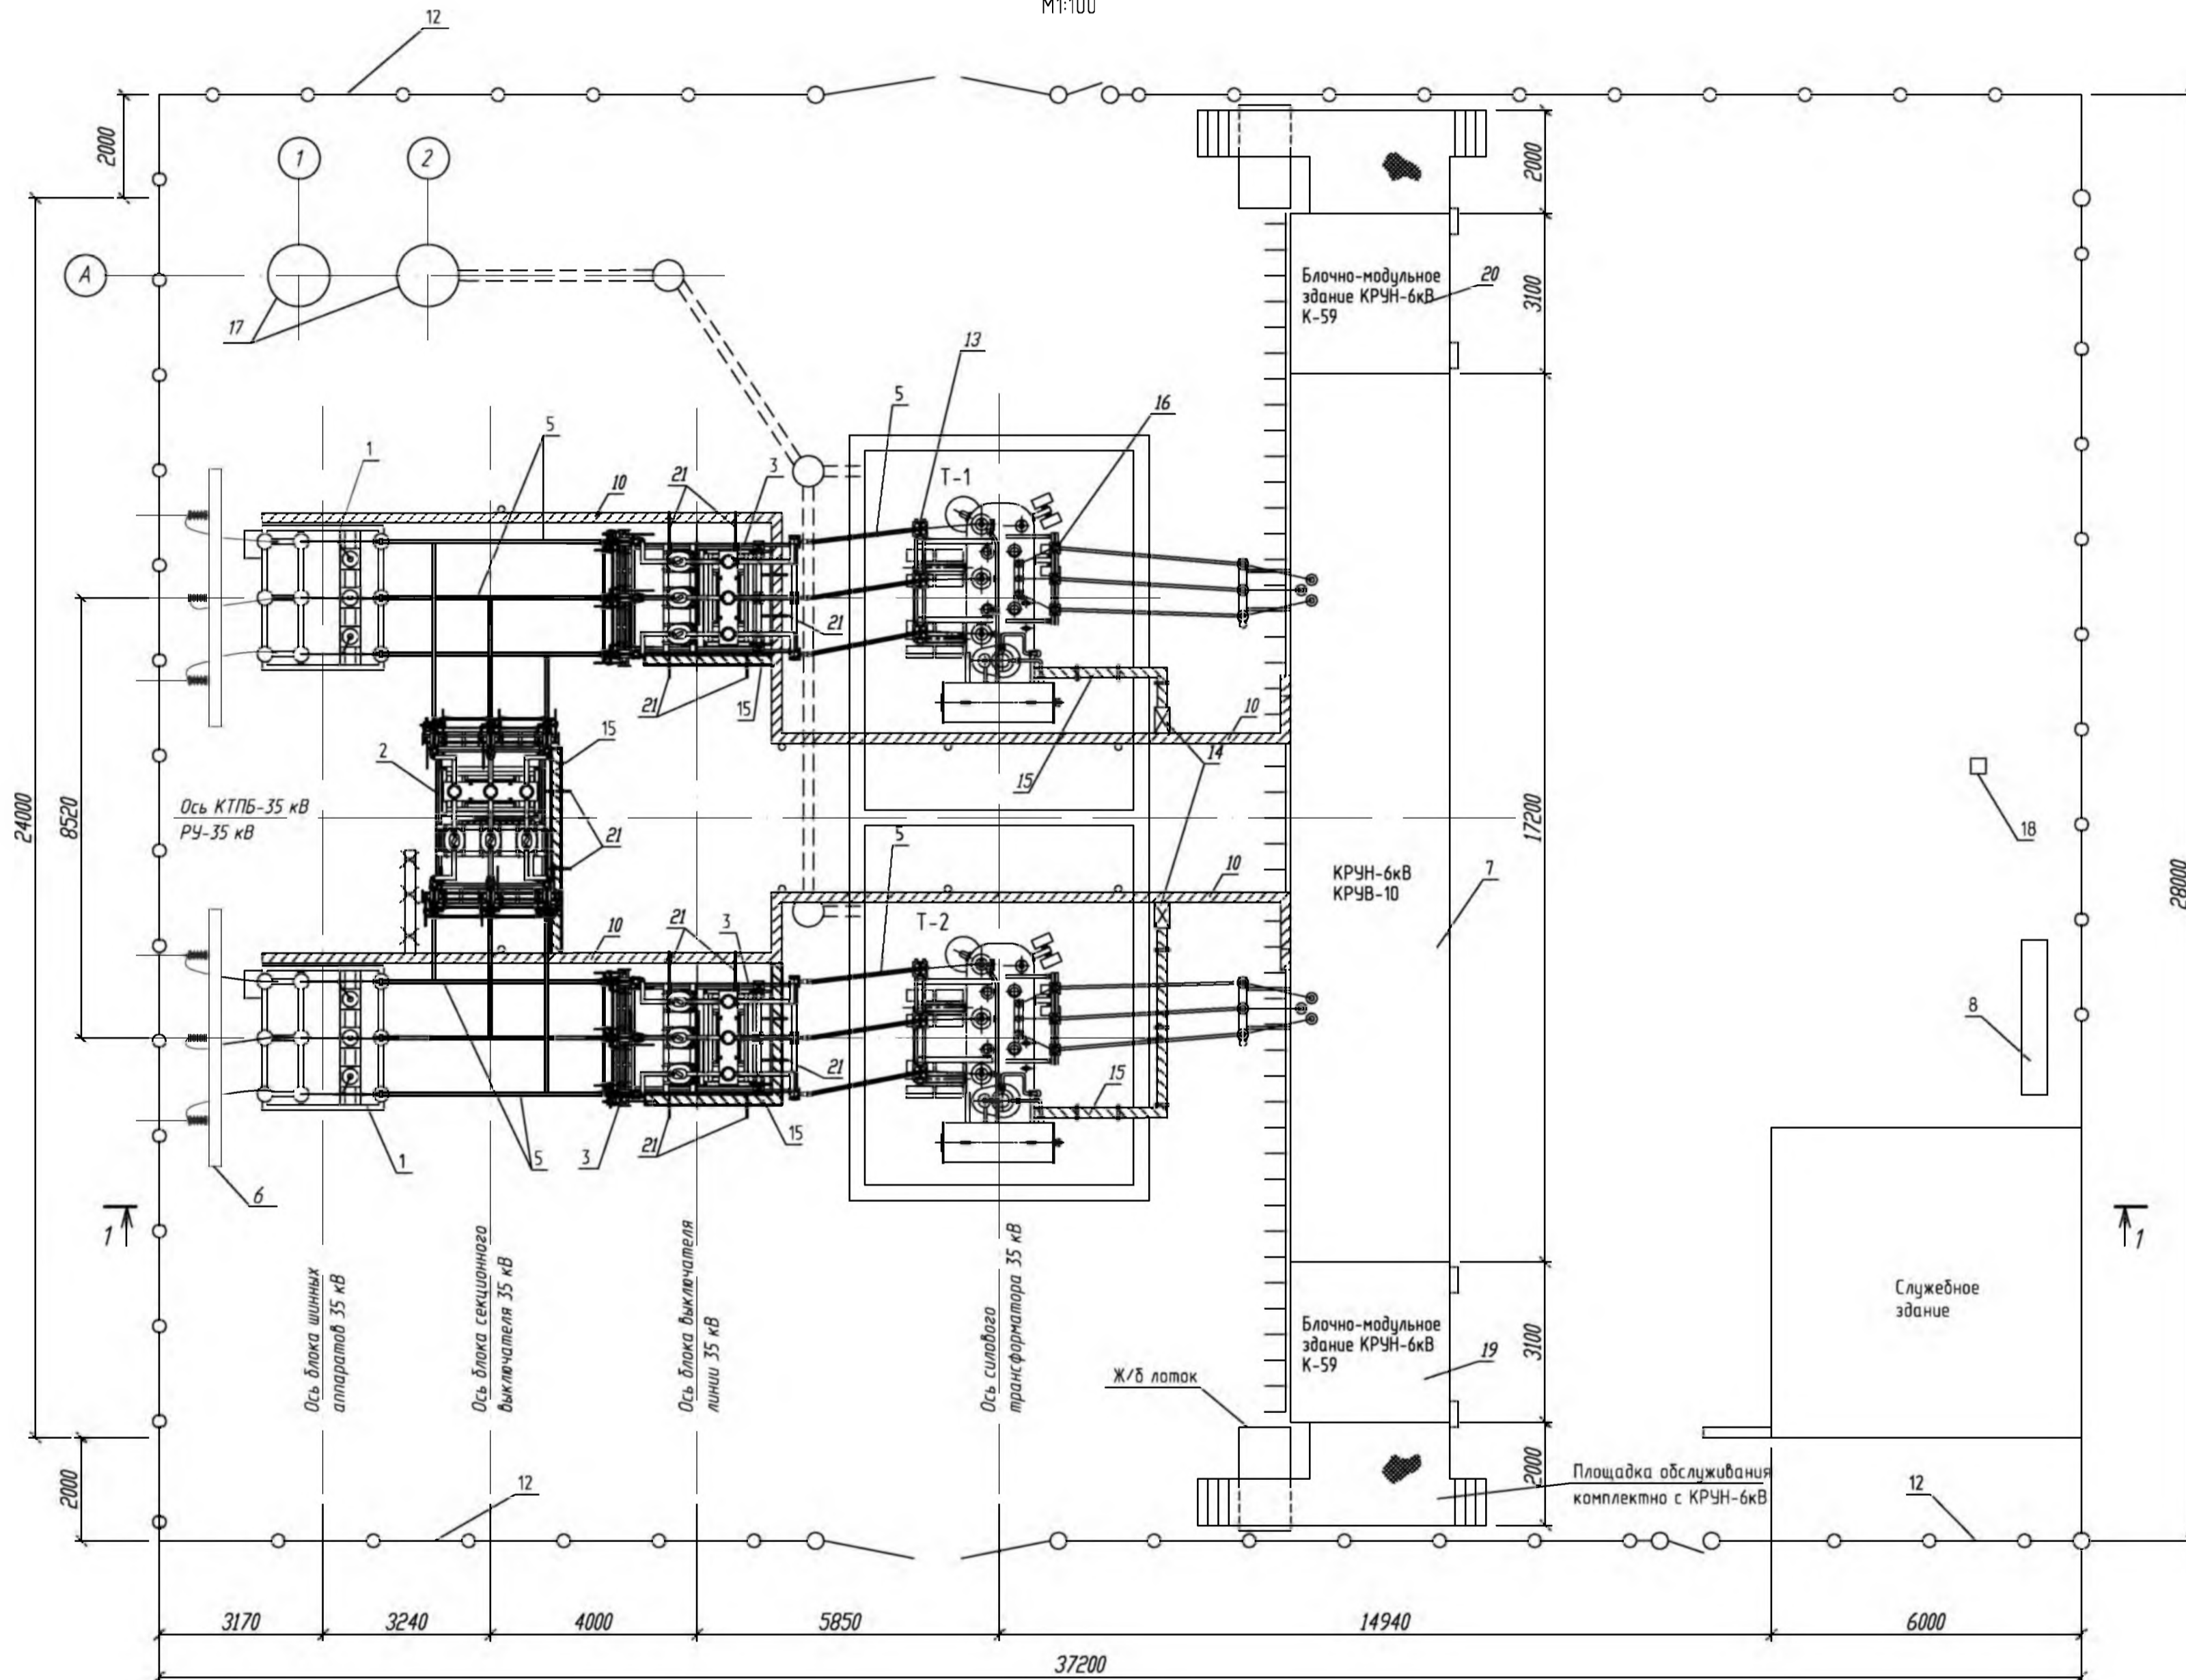 М1:100
12
2000
1
2
А
17
13
5
16
5
1
10
21
3
Т-1
Блочно-модульное
здание КРУН-6кВ
К-59
20
2000
3100
21
21
15
10
15
2
15
14
21
Ось КТПБ-35 кВ
РУ-35 кВ
24000
8520
5
10
17200
КРУН-6кВ
КРУВ-10
7
18
28000
10
21
3
Т-2
5
8
21
15
15
1
5
3
21
6
1
1
Ось блока шинных
аппаратов 35 кВ
Ось блока секционного
выключателя 35 кВ
Ось блока выключателя
линии 35 кВ
Ось силового
трансформатора 35 кВ
Служебное
здание
Блочно-модульное
здание КРУН-6кВ
К-59
19
3100
Ж/б лоток
2000
12
2000
Площадка обслуживания
комплектно с КРУН-6кВ
12
3170
3240
4000
5850
14940
6000
37200